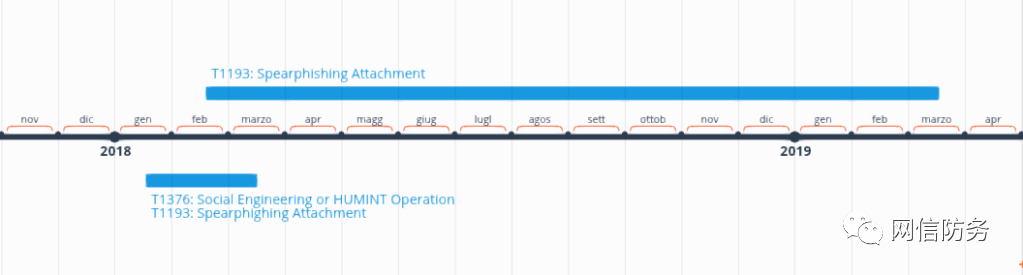 T1193: Spearphishing Attachment
nov dic gen feb marzo apr magg giug lugl agos sett ottob nov dic gen feb marzo apr
2018 2019
T1376: Social Engineering or HUMINT Operation
T1193: Spearphighing Attachment
网信防务